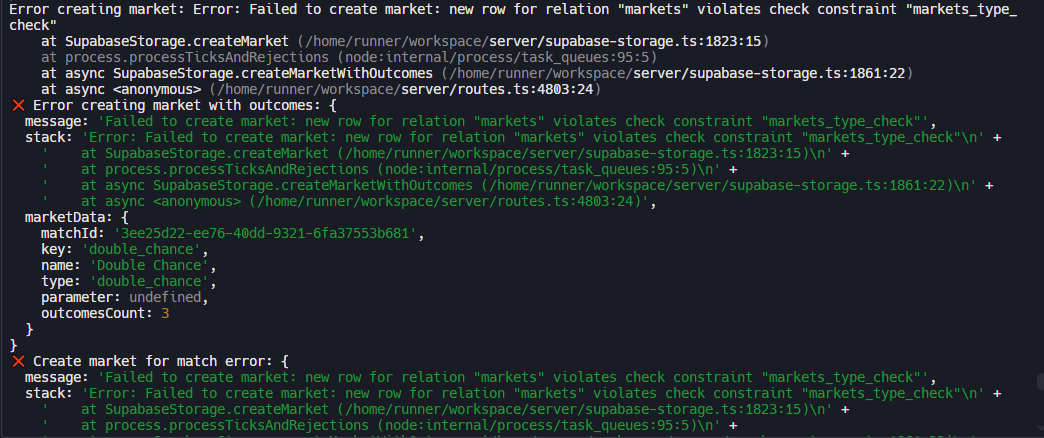 Error creating market: Error: Failed to create market: new row for relation "markets" violates check constraint "markets_type_
check"
    at SupabaseStorage.createMarket (/home/runner/workspace/server/supabase-storage.ts:1823:15)
    at process.processTicksAndRejections (node:internal/process/task_queues:95:5)
    at async SupabaseStorage.createMarketWithOutcomes (/home/runner/workspace/server/supabase-storage.ts:1861:22)
    at async <anonymous> (/home/runner/workspace/server/routes.ts:4803:24)
❌ Error creating market with outcomes: {
  message: 'Failed to create market: new row for relation "markets" violates check constraint "markets_type_check"',
  stack: 'Error: Failed to create market: new row for relation "markets" violates check constraint "markets_type_check"\n' +
    '    at SupabaseStorage.createMarket (/home/runner/workspace/server/supabase-storage.ts:1823:15)\n' +
    '    at process.processTicksAndRejections (node:internal/process/task_queues:95:5)\n' +
    '    at async SupabaseStorage.createMarketWithOutcomes (/home/runner/workspace/server/supabase-storage.ts:1861:22)\n' +
    '    at async <anonymous> (/home/runner/workspace/server/routes.ts:4803:24)',
  marketData: {
    matchId: '3ee25d22-ee76-40dd-9321-6fa37553b681',
    key: 'double_chance',
    name: 'Double Chance',
    type: 'double_chance',
    parameter: undefined,
    outcomesCount: 3
  }
}
❌ Create market for match error: {
  message: 'Failed to create market: new row for relation "markets" violates check constraint "markets_type_check"',
  stack: 'Error: Failed to create market: new row for relation "markets" violates check constraint "markets_type_check"\n' +
    '    at SupabaseStorage.createMarket (/home/runner/workspace/server/supabase-storage.ts:1823:15)\n' +
    '    at process.processTicksAndRejections (node:internal/process/task_queues:95:5)\n' +